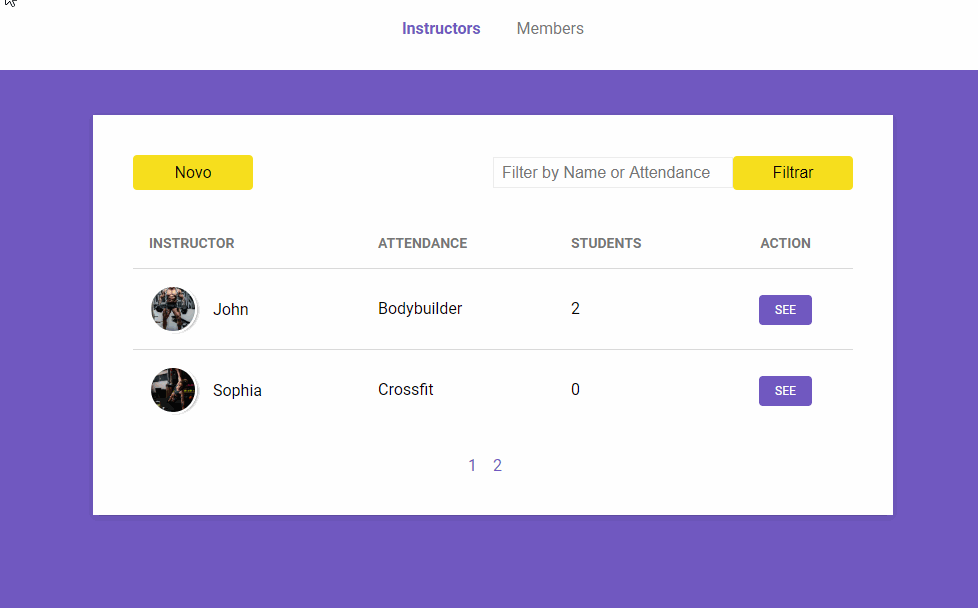 Instructors Members
Novo Filter by Name or Attendance Filtrar
INSTRUCTOR ATTENDANCE STUDENTS ACTION
John Bodybuilder 2 SEE
Sophia Crossfit 0 SEE
1 2